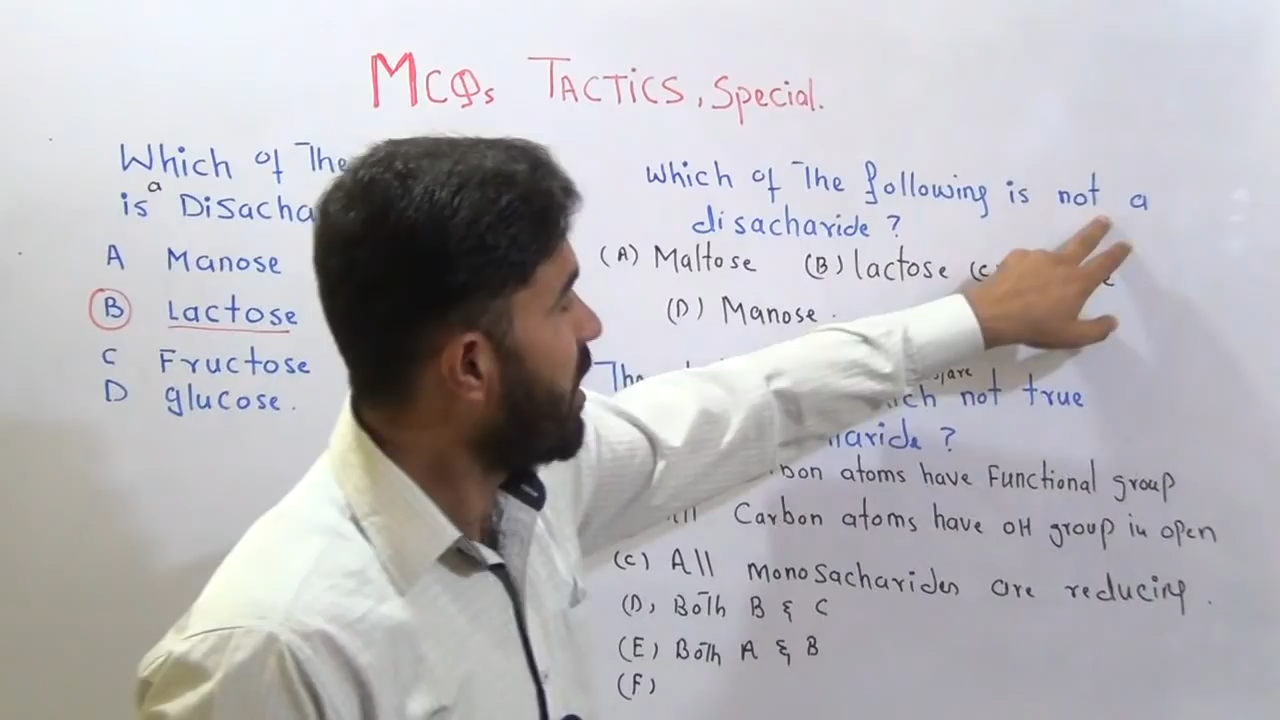 MCQs TACTICS, Special.
Which of The
is a Disacha
A Manose
B Lactose
C Fructose
D glucose.
Which of The following is not a
disacharide ?
(A) Maltose (B) lactose (C
(D) Manose.
The
are
not true
?
atoms have Functional group
Carbon atoms have OH group in open
(C) All monosacharides are reducing.
(D) Both B & C
(E) Both A & B
(F)